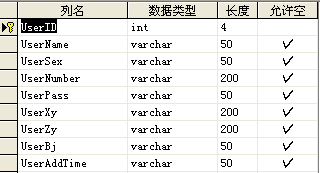 列名 数据类型 长度 允许空
UserID int 4
UserName varchar 50
UserSex varchar 50
UserNumber varchar 200
UserPass varchar 50
UserXy varchar 200
UserZy varchar 200
UserBj varchar 50
UserAddTime varchar 50